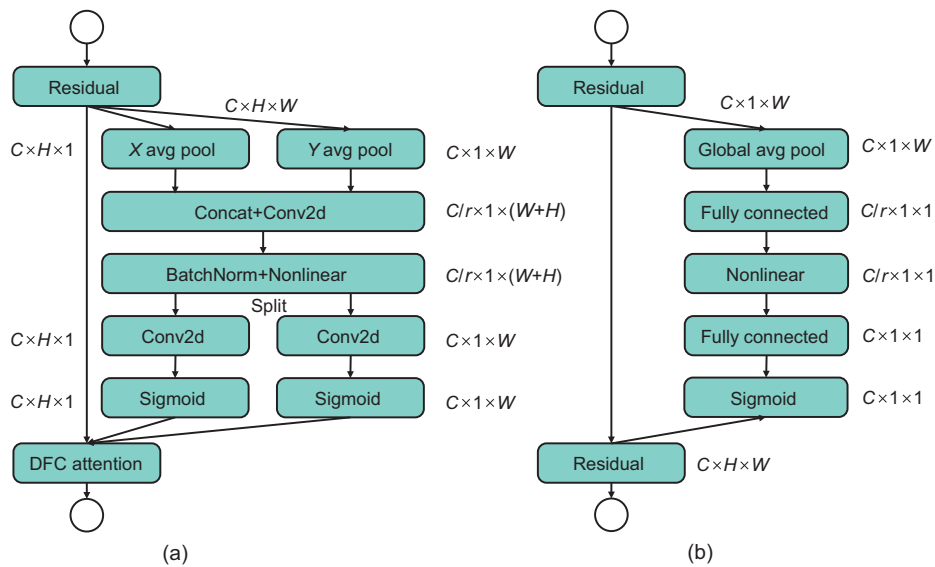 Residual
C×H×W
C×H×1
X avg pool
Y avg pool
C×1×W
Concat+Conv2d
C/r×1×(W+H)
BatchNorm+Nonlinear
C/r×1×(W+H)
Split
C×H×1
Conv2d
Conv2d
C×1×W
C×H×1
Sigmoid
Sigmoid
C×1×W
DFC attention
(a)
Residual
C×1×W
Global avg pool
C×1×W
Fully connected
C/r×1×1
Nonlinear
C/r×1×1
Fully connected
C×1×1
Sigmoid
C×1×1
Residual
C×H×W
(b)